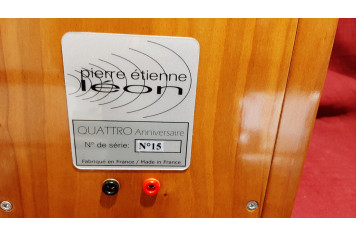 pierre étienne
léon
QUATTRO Anniversaire
N° de série: N°15
Fabriqué en France / Made in France